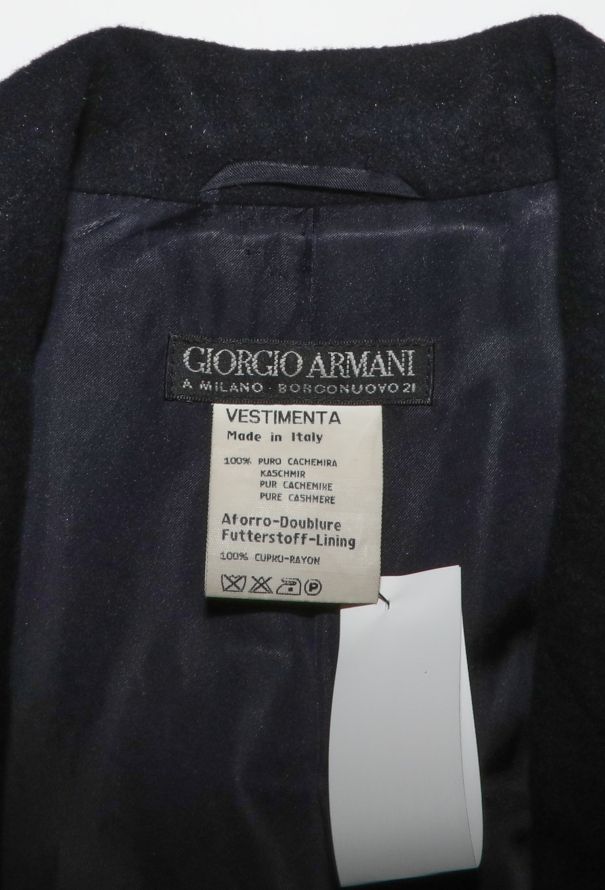 GIORGIO ARMANI
A MILANO - BORGONUOVO 21
VESTIMENTA
Made in Italy
100% PURO CACHEMIRA
KASCHMIR
PUR CACHEMIRE
PURE CASHMERE
Aforro-Doublure
Futterstoff-Lining
100% CUPRO-RAYON
P